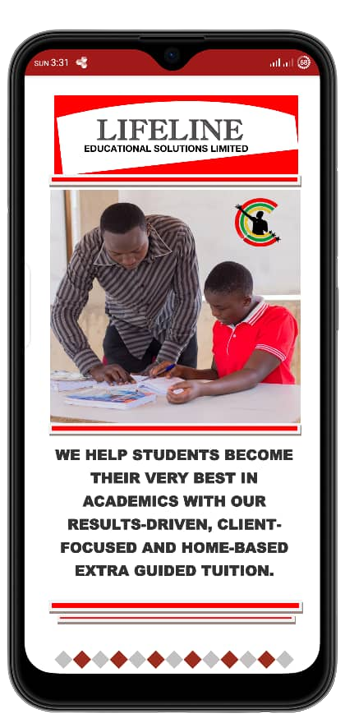 SUN 3:31
68
LIFELINE
EDUCATIONAL SOLUTIONS LIMITED
WE HELP STUDENTS BECOME
THEIR VERY BEST IN
ACADEMICS WITH OUR
RESULTS-DRIVEN, CLIENT-
FOCUSED AND HOME-BASED
EXTRA GUIDED TUITION.